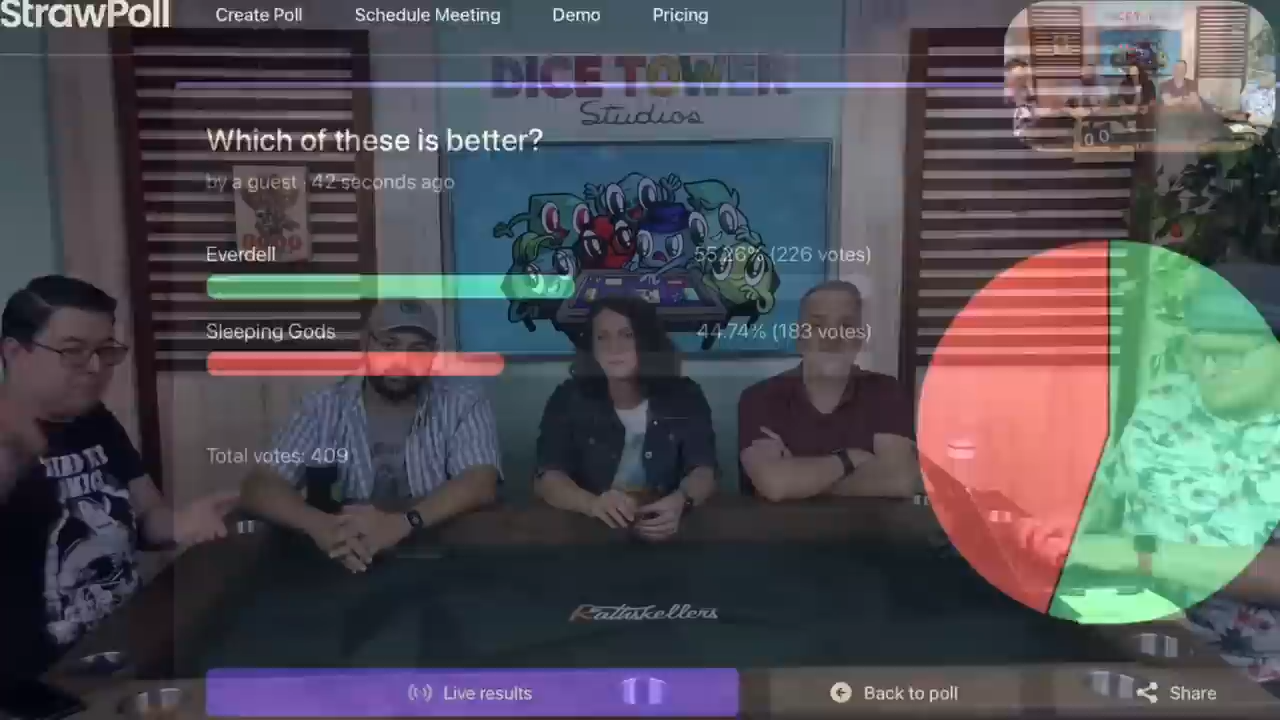 StrawPoll
Create Poll
Schedule Meeting
Demo
Pricing
DICE TOWER
Studios
Which of these is better?
by a guest · 42 seconds ago
Everdell
55.26% (226 votes)
Sleeping Gods
44.74% (183 votes)
Total votes: 409
Rathskellers
Live results
Back to poll
Share